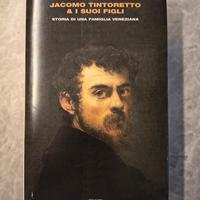 JACOMO TINTORETTO
& I SUOI FIGLI
STORIA DI UNA FAMIGLIA VENEZIANA